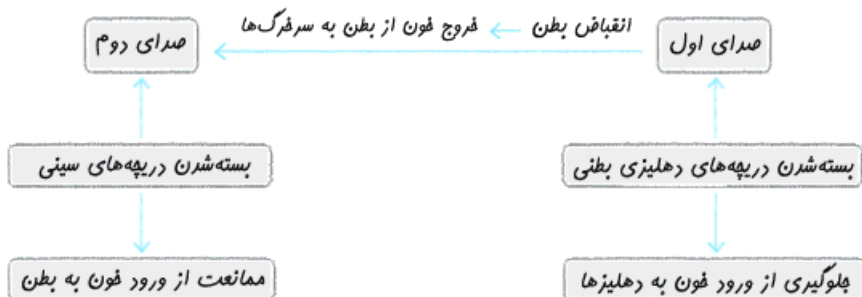 صدای اول
انقباض بطن ← خروج خون از بطن به سرخرگ‌ها
صدای دوم
بسته‌شدن دریچه‌های دهلیزی بطنی
بسته‌شدن دریچه‌های سینی
جلوگیری از ورود خون به دهلیزها
ممانعت از ورود خون به بطن